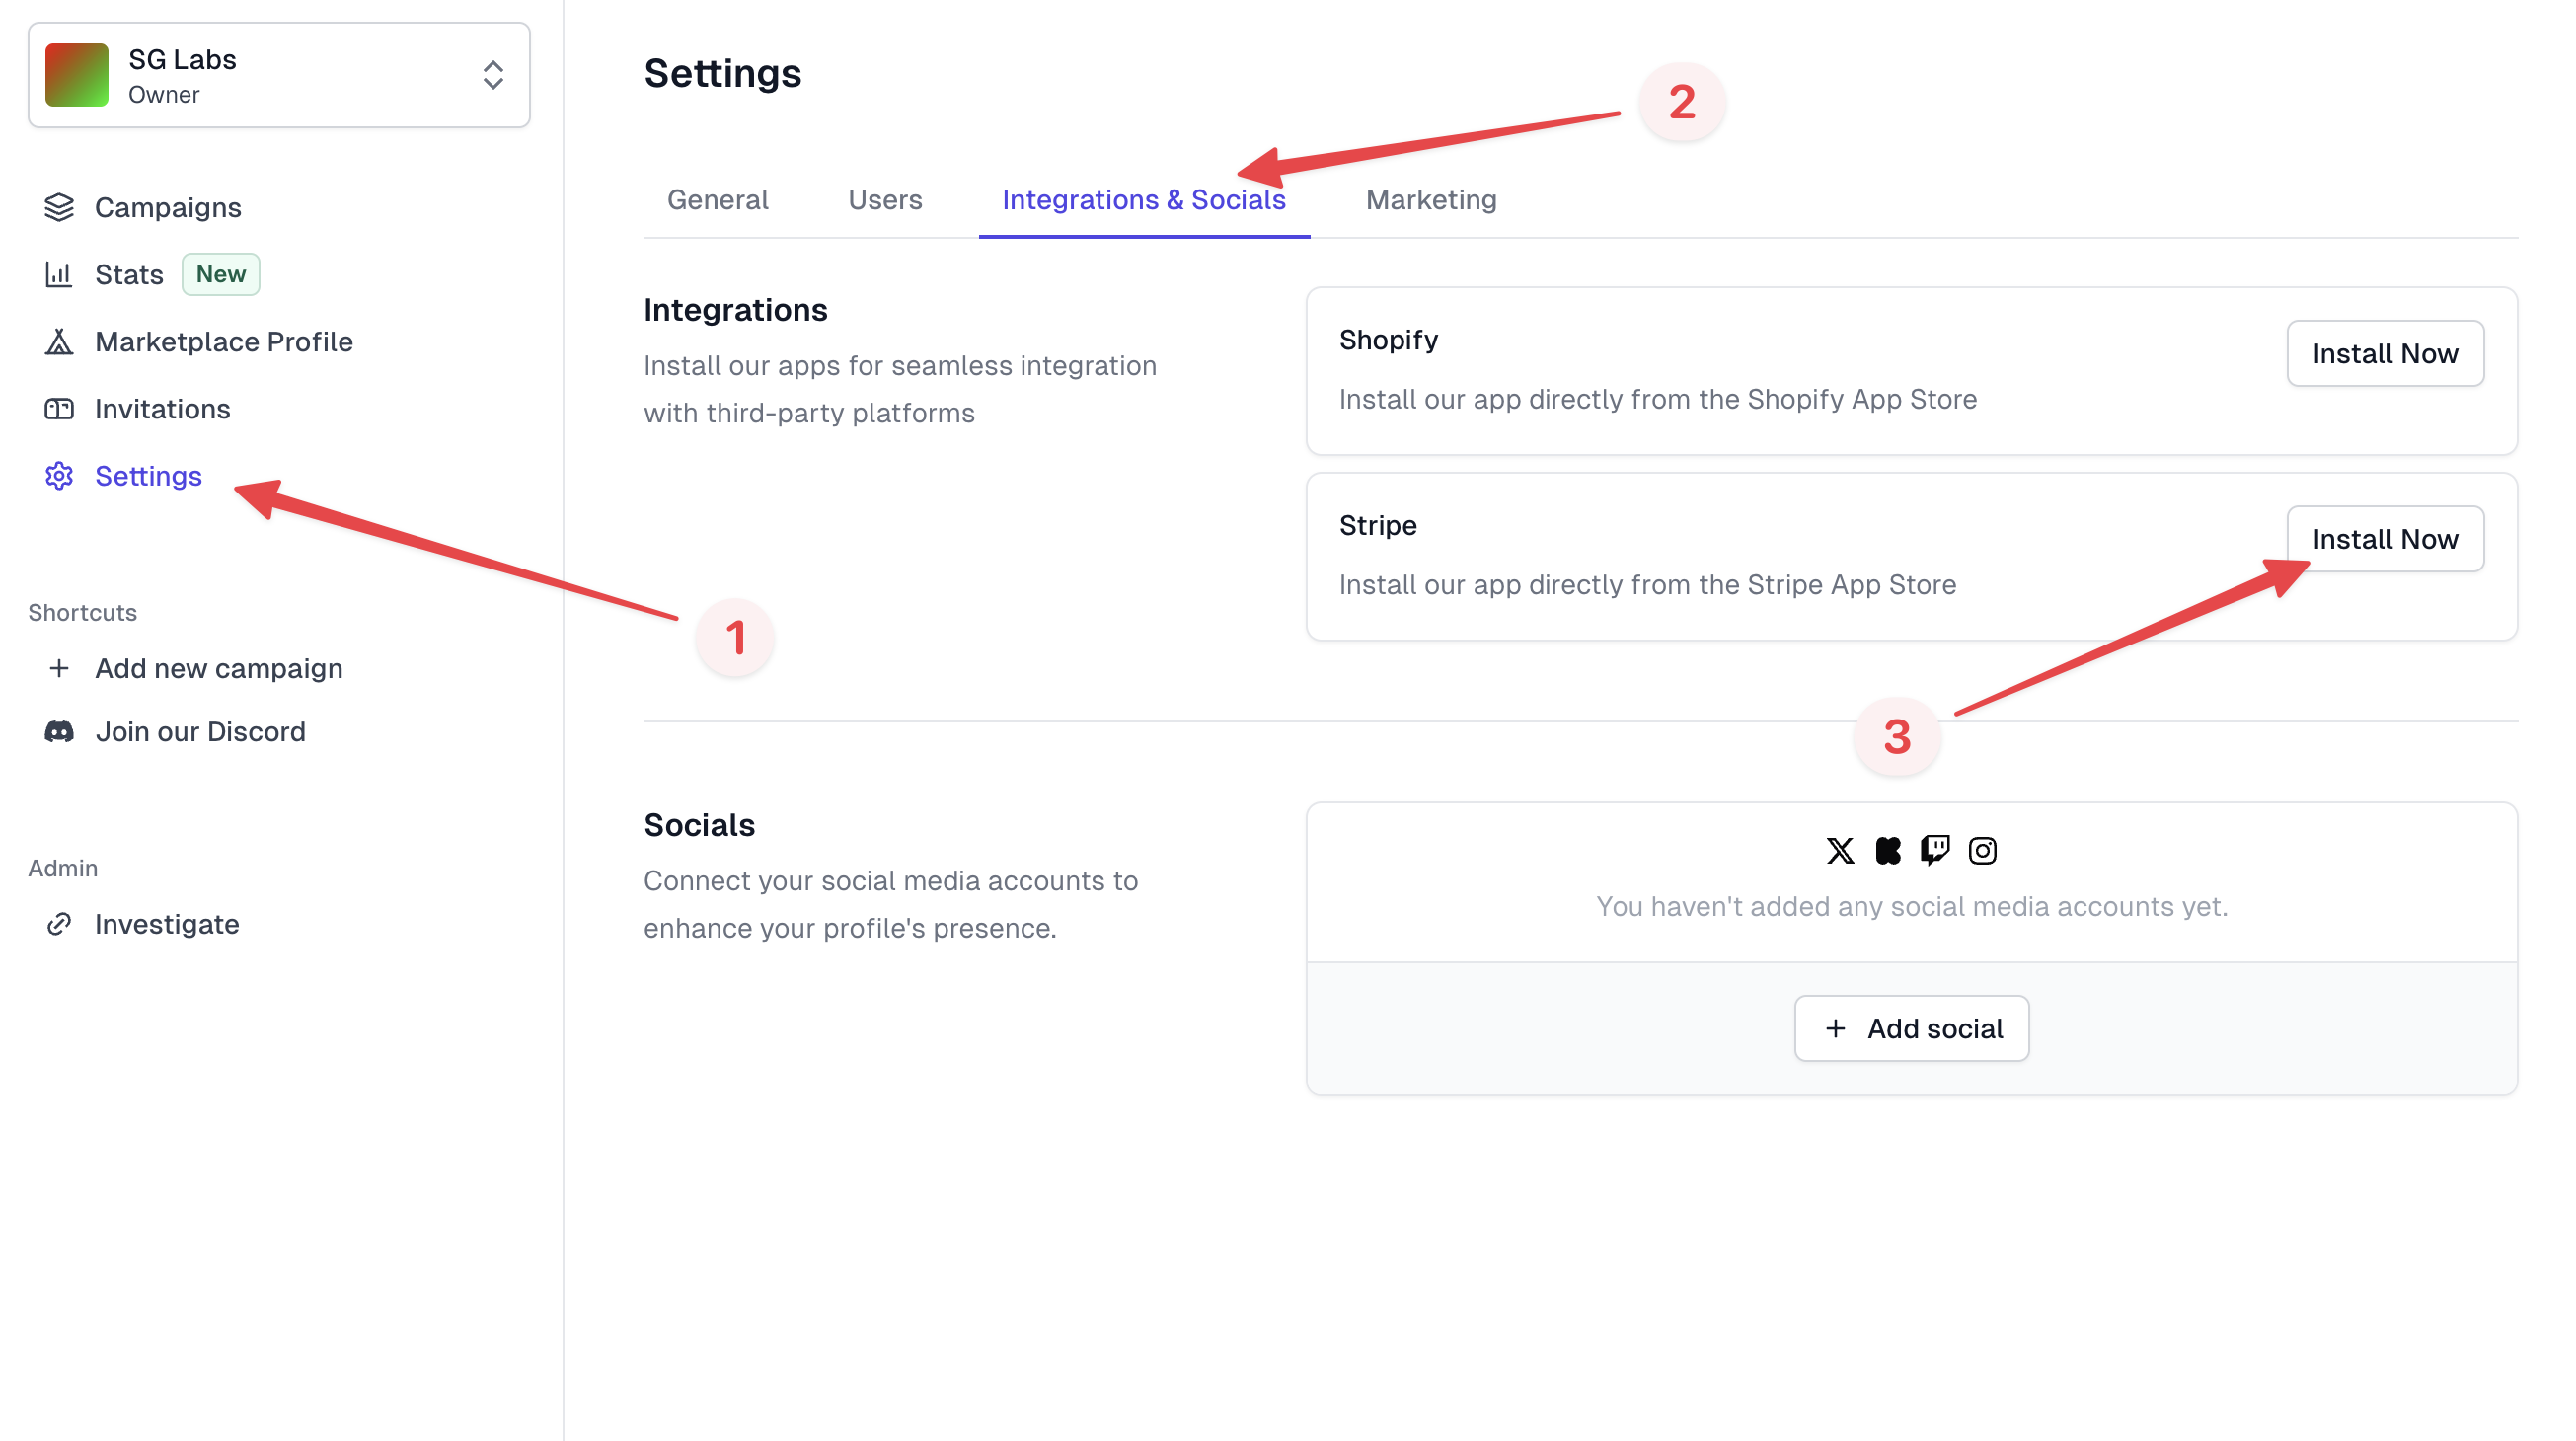 SG Labs
Owner
Campaigns
Stats New
Marketplace Profile
Invitations
Settings
Shortcuts
Add new campaign
Join our Discord
Admin
Investigate
Settings
General Users Integrations & Socials Marketing
Integrations
Install our apps for seamless integration
with third-party platforms
Shopify
Install our app directly from the Shopify App Store
Install Now
Stripe
Install our app directly from the Stripe App Store
Install Now
Socials
Connect your social media accounts to
enhance your profile's presence.
You haven't added any social media accounts yet.
+ Add social
1
2
3